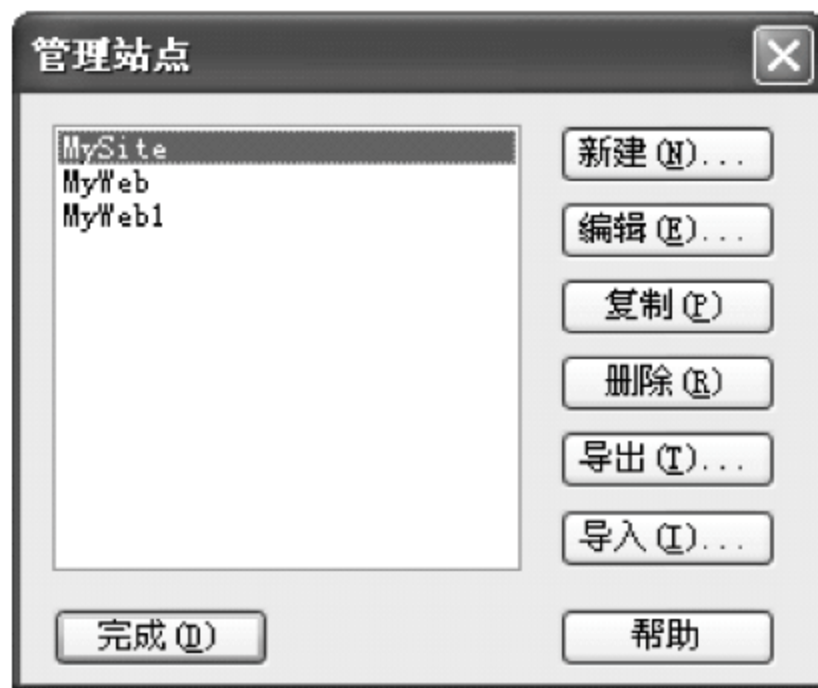 管理站点
MySite
MyWeb
MyWeb1
新建(N)...
编辑(E)...
复制(P)
删除(R)
导出(T)...
导入(I)...
完成(D)
帮助